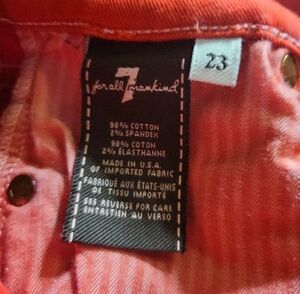 7
for all mankind
23
98% COTTON
2% SPANDEX
98% COTON
2% ÉLASTHANNE
MADE IN U.S.A.
OF IMPORTED FABRIC
FABRIQUÉ AUX ÉTATS-UNIS
DE TISSU IMPORTÉ
SEE REVERSE FOR CARE
ENTRETIEN AU VERSO